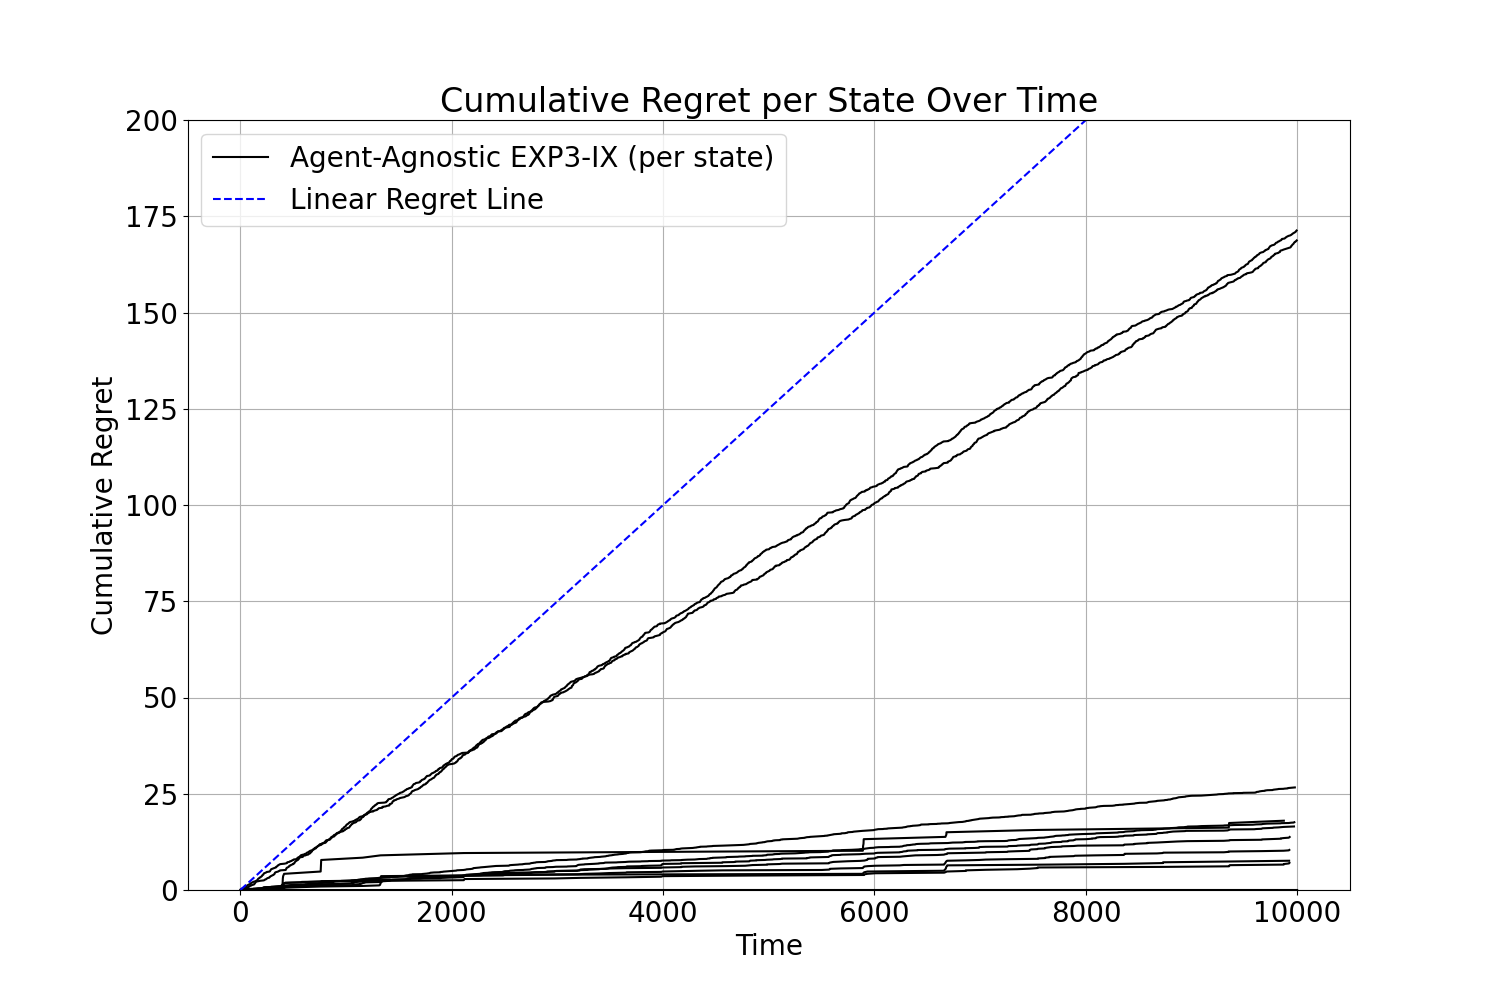 Cumulative Regret per State Over Time
Agent-Agnostic EXP3-IX (per state)
Linear Regret Line
Cumulative Regret
200
175
150
125
100
75
50
25
0
0 2000 4000 6000 8000 10000
Time